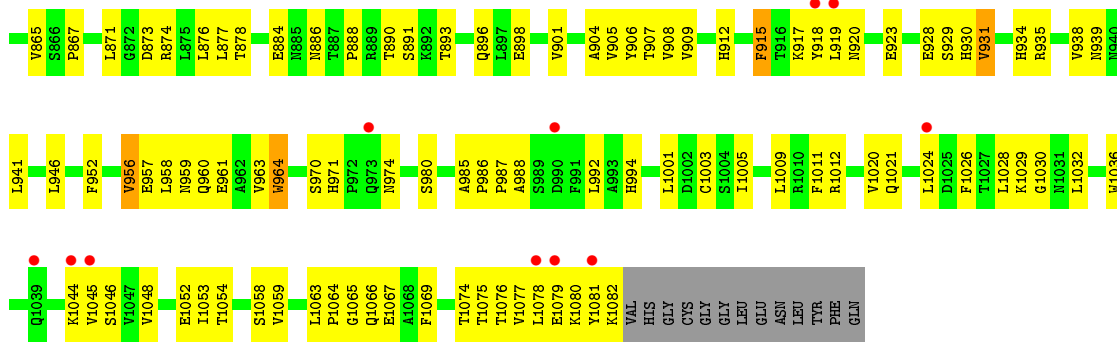 V865 S866 P867 L871 G872 D873 R874 L875 L876 L877 T878 E884 N885 N886 T887 P888 R889 T890 S891 K892 T893 Q896 L897 E898 V901 A904 V905 Y906 T907 V908 V909 H912 F915 T916 K917 Y918 L919 N920 E923 E928 S929 H930 V931 H934 R935 V938 N939 N940
L941 L946 F952 V956 E957 L958 N959 Q960 E961 A962 V963 W964 S970 H971 P972 Q973 N974 S980 A985 P986 P987 A988 S989 D990 F991 L992 A993 H994 L1001 D1002 C1003 S1004 I1005 L1009 R1010 F1011 R1012 V1020 Q1021 L1024 D1025 F1026 T1027 L1028 K1029 G1030 N1031 L1032 W1036
Q1039 K1044 V1045 S1046 V1047 V1048 E1052 I1053 T1054 S1058 V1059 L1063 P1064 G1065 Q1066 E1067 A1068 F1069 T1074 T1075 T1076 V1077 L1078 E1079 K1080 Y1081 K1082 VAL HIS GLY CYS GLY GLY LEU GLU ASN LEU TYR PHE GLN